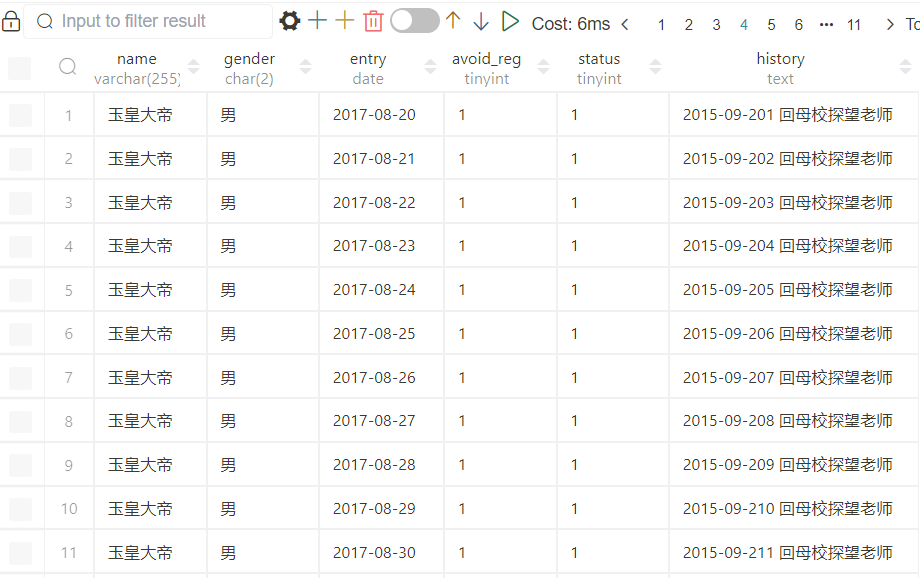 Input to filter result Cost: 6ms 1 2 3 4 5 6 ··· 11 To
name gender entry avoid_reg status history
varchar(255) char(2) date tinyint tinyint text
1 玉皇大帝 男 2017-08-20 1 1 2015-09-201 回母校探望老师
2 玉皇大帝 男 2017-08-21 1 1 2015-09-202 回母校探望老师
3 玉皇大帝 男 2017-08-22 1 1 2015-09-203 回母校探望老师
4 玉皇大帝 男 2017-08-23 1 1 2015-09-204 回母校探望老师
5 玉皇大帝 男 2017-08-24 1 1 2015-09-205 回母校探望老师
6 玉皇大帝 男 2017-08-25 1 1 2015-09-206 回母校探望老师
7 玉皇大帝 男 2017-08-26 1 1 2015-09-207 回母校探望老师
8 玉皇大帝 男 2017-08-27 1 1 2015-09-208 回母校探望老师
9 玉皇大帝 男 2017-08-28 1 1 2015-09-209 回母校探望老师
10 玉皇大帝 男 2017-08-29 1 1 2015-09-210 回母校探望老师
11 玉皇大帝 男 2017-08-30 1 1 2015-09-211 回母校探望老师